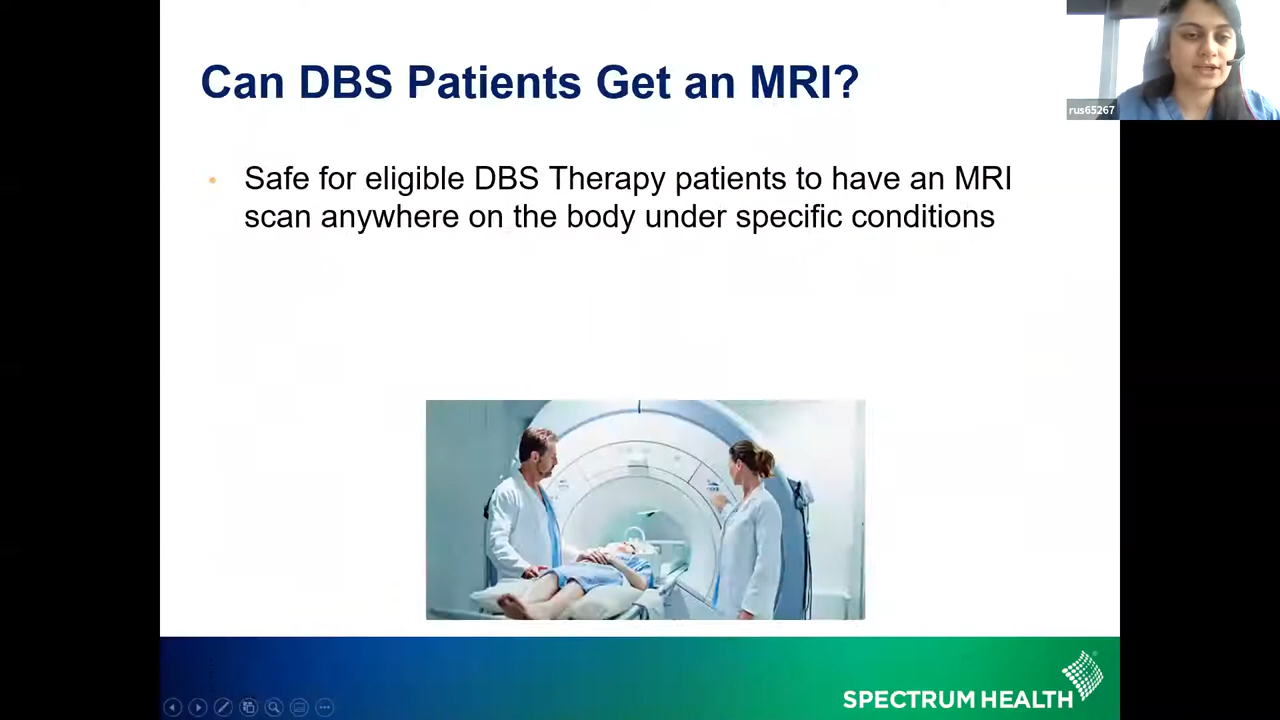 Can DBS Patients Get an MRI?
rus65267
• Safe for eligible DBS Therapy patients to have an MRI
scan anywhere on the body under specific conditions
SPECTRUM HEALTH